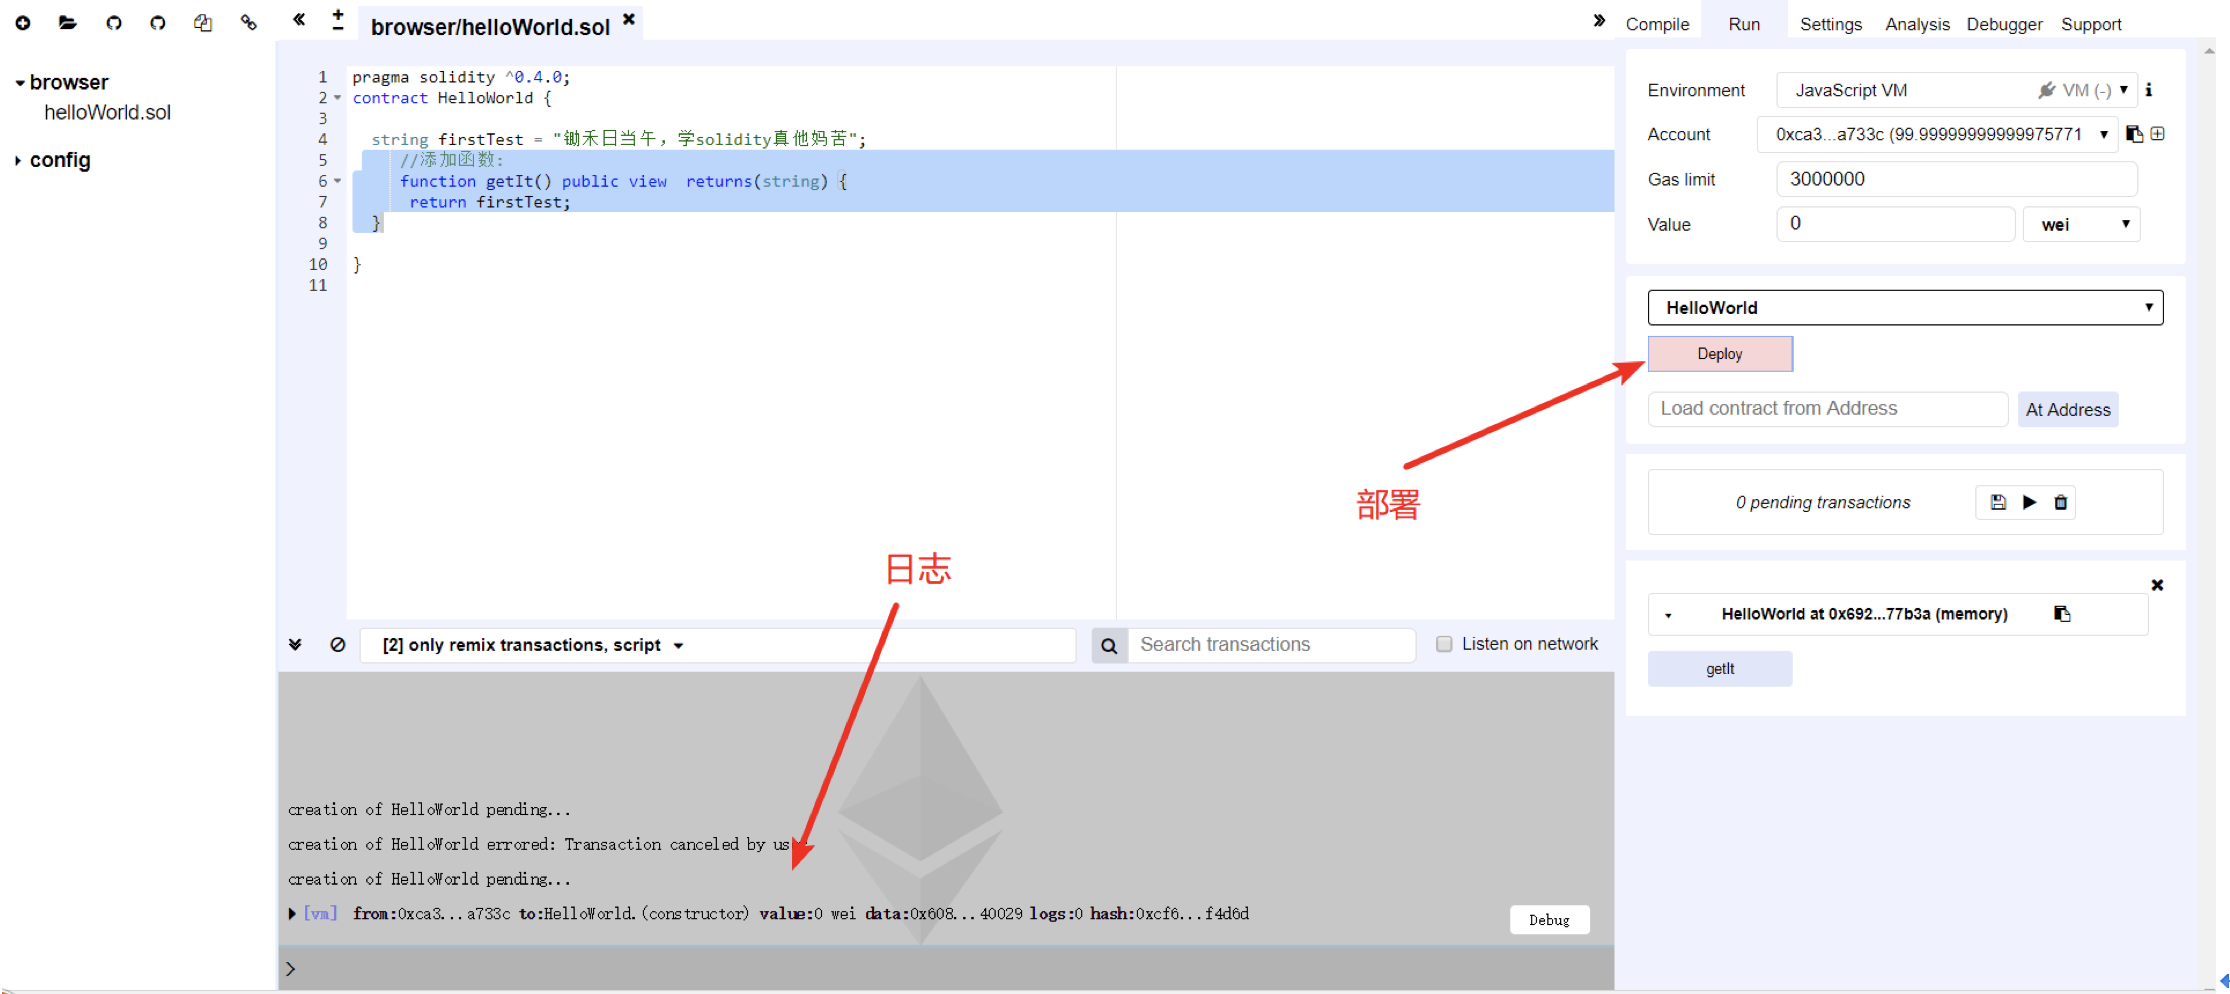 browser/helloWorld.sol
Compile
Run
Settings
Analysis
Debugger
Support
browser
helloWorld.sol
config
1 pragma solidity ^0.4.0;
2 contract HelloWorld {
3
4 string firstTest = "锄禾日当午，学solidity真他妈苦";
5 //添加函数:
6 function getIt() public view returns(string) {
7 return firstTest;
8 }
9
10 }
11
Environment
JavaScript VM
VM (-)
Account
0xca3...a733c (99.99999999999975771
Gas limit
3000000
Value
0
wei
HelloWorld
Deploy
Load contract from Address
At Address
部署
0 pending transactions
日志
HelloWorld at 0x692...77b3a (memory)
getIt
[2] only remix transactions, script
Search transactions
Listen on network
creation of HelloWorld pending...
creation of HelloWorld errored: Transaction canceled by us
creation of HelloWorld pending...
[vm] from:0xca3...a733c to:HelloWorld.(constructor) value:0 wei data:0x608...40029 logs:0 hash:0xcf6...f4d6d
Debug
>